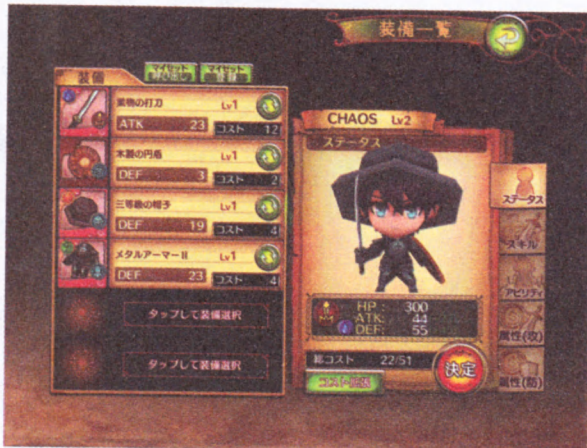 装備一覧
装備
マイセット
呼び出し
マイセット
登録
業物の打刀
Lv1
ATK
23
コスト
12
木製の円盾
Lv1
DEF
3
コスト
2
三等級の帽子
Lv1
DEF
19
コスト
4
メタルアーマーⅡ
Lv1
DEF
23
コスト
4
タップして装備選択
タップして装備選択
CHAOS Lv2
ステータス
HP: 300
ATK: 44
DEF: 55
総コスト 22/51
コスト拡張
決定
ステータス
スキル
アビリティ
属性(攻)
属性(防)